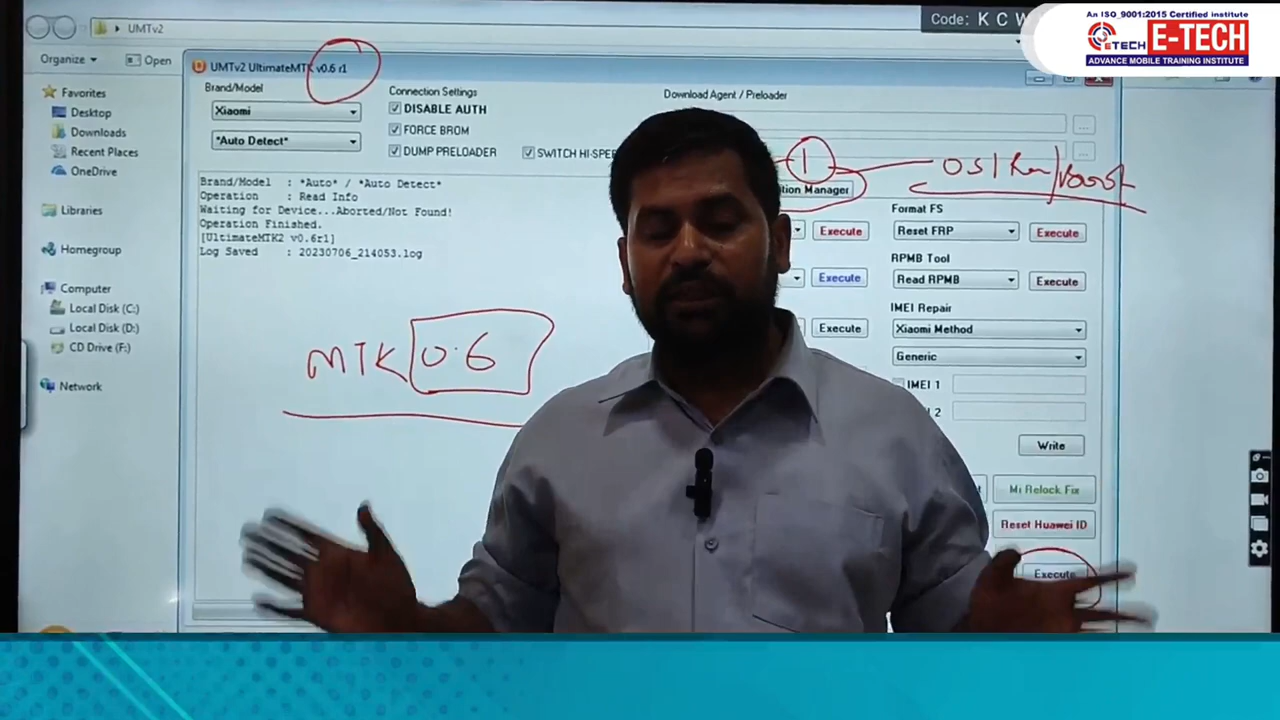 Code: K C W
An ISO_9001:2015 Certified institute
ETECH E-TECH
ADVANCE MOBILE TRAINING INSTITUTE
UMTv2
Organize
Open
UMTv2 UltimateMTK v0.6 r1
Favorites
Desktop
Downloads
Recent Places
OneDrive
Libraries
Homegroup
Computer
Local Disk (C:)
Local Disk (D:)
CD Drive (F:)
Network
Brand/Model
Xiaomi
*Auto Detect*
Connection Settings
DISABLE AUTH
FORCE BROM
DUMP PRELOADER
SWITCH HI-SPEE
Download Agent / Preloader
...
...
Brand/Model : *Auto* / *Auto Detect*
Operation : Read Info
Waiting for Device...Aborted/Not Found!
Operation Finished.
[UltimateMTK2 v0.6r1]
Log Saved : 20230706_214053.log
MTK 0.6
1
ition Manager
Execute
Execute
Execute
Format FS
Reset FRP
Execute
RPMB Tool
Read RPMB
Execute
IMEI Repair
Xiaomi Method
Generic
IMEI 1
2
Write
Mi Relock Fix
Reset Huawei ID
Execute